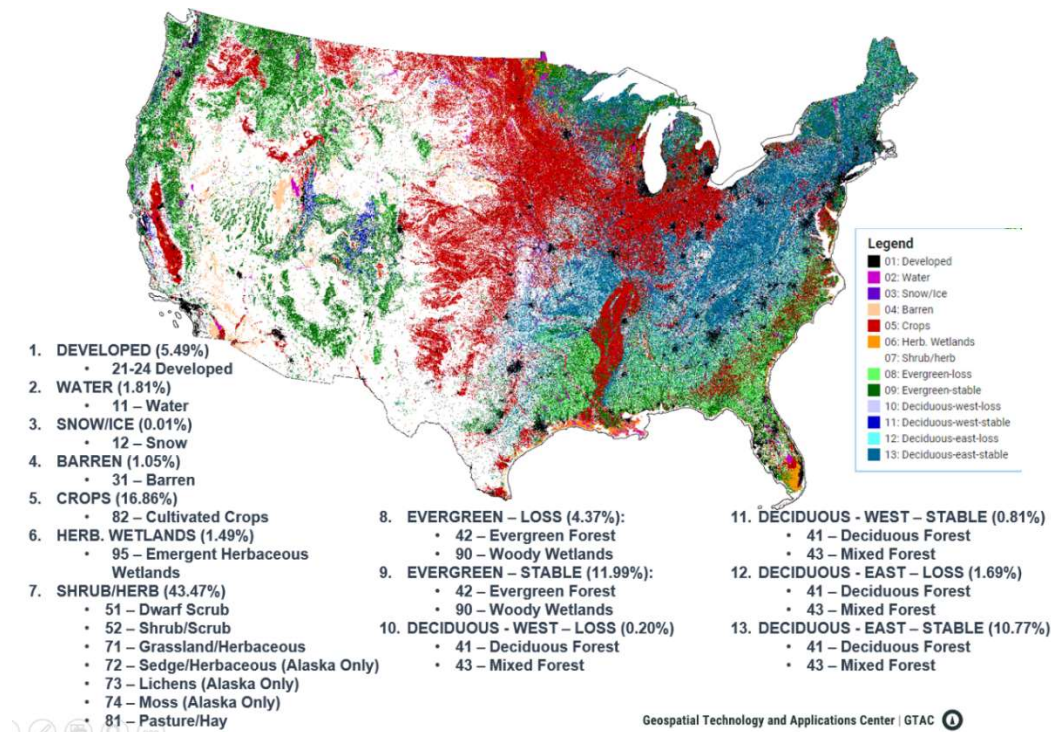 Legend
01: Developed
02: Water
03: Snow/Ice
04: Barren
05: Crops
06: Herb. Wetlands
07: Shrub/herb
08: Evergreen-loss
09: Evergreen-stable
10: Deciduous-west-loss
11: Deciduous-west-stable
12: Deciduous-east-loss
13: Deciduous-east-stable
1. DEVELOPED (5.49%)
• 21-24 Developed
2. WATER (1.81%)
• 11 – Water
3. SNOW/ICE (0.01%)
• 12 – Snow
4. BARREN (1.05%)
• 31 – Barren
5. CROPS (16.86%)
• 82 – Cultivated Crops
6. HERB. WETLANDS (1.49%)
• 95 – Emergent Herbaceous
Wetlands
7. SHRUB/HERB (43.47%)
• 51 – Dwarf Scrub
• 52 – Shrub/Scrub
• 71 – Grassland/Herbaceous
• 72 – Sedge/Herbaceous (Alaska Only)
• 73 – Lichens (Alaska Only)
• 74 – Moss (Alaska Only)
• 81 – Pasture/Hay
8. EVERGREEN – LOSS (4.37%):
• 42 – Evergreen Forest
• 90 – Woody Wetlands
9. EVERGREEN – STABLE (11.99%):
• 42 – Evergreen Forest
• 90 – Woody Wetlands
10. DECIDUOUS - WEST – LOSS (0.20%)
• 41 – Deciduous Forest
• 43 – Mixed Forest
11. DECIDUOUS - WEST – STABLE (0.81%)
• 41 – Deciduous Forest
• 43 – Mixed Forest
12. DECIDUOUS - EAST – LOSS (1.69%)
• 41 – Deciduous Forest
• 43 – Mixed Forest
13. DECIDUOUS - EAST – STABLE (10.77%)
• 41 – Deciduous Forest
• 43 – Mixed Forest
Geospatial Technology and Applications Center | GTAC